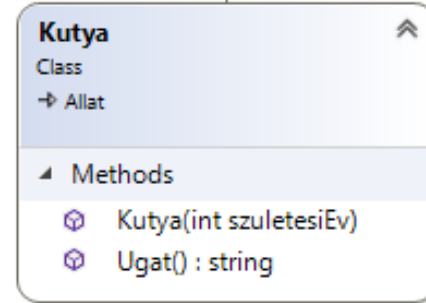 Kutya
Class
Allat
Methods
Kutya(int szuletesiEv)
Ugat() : string